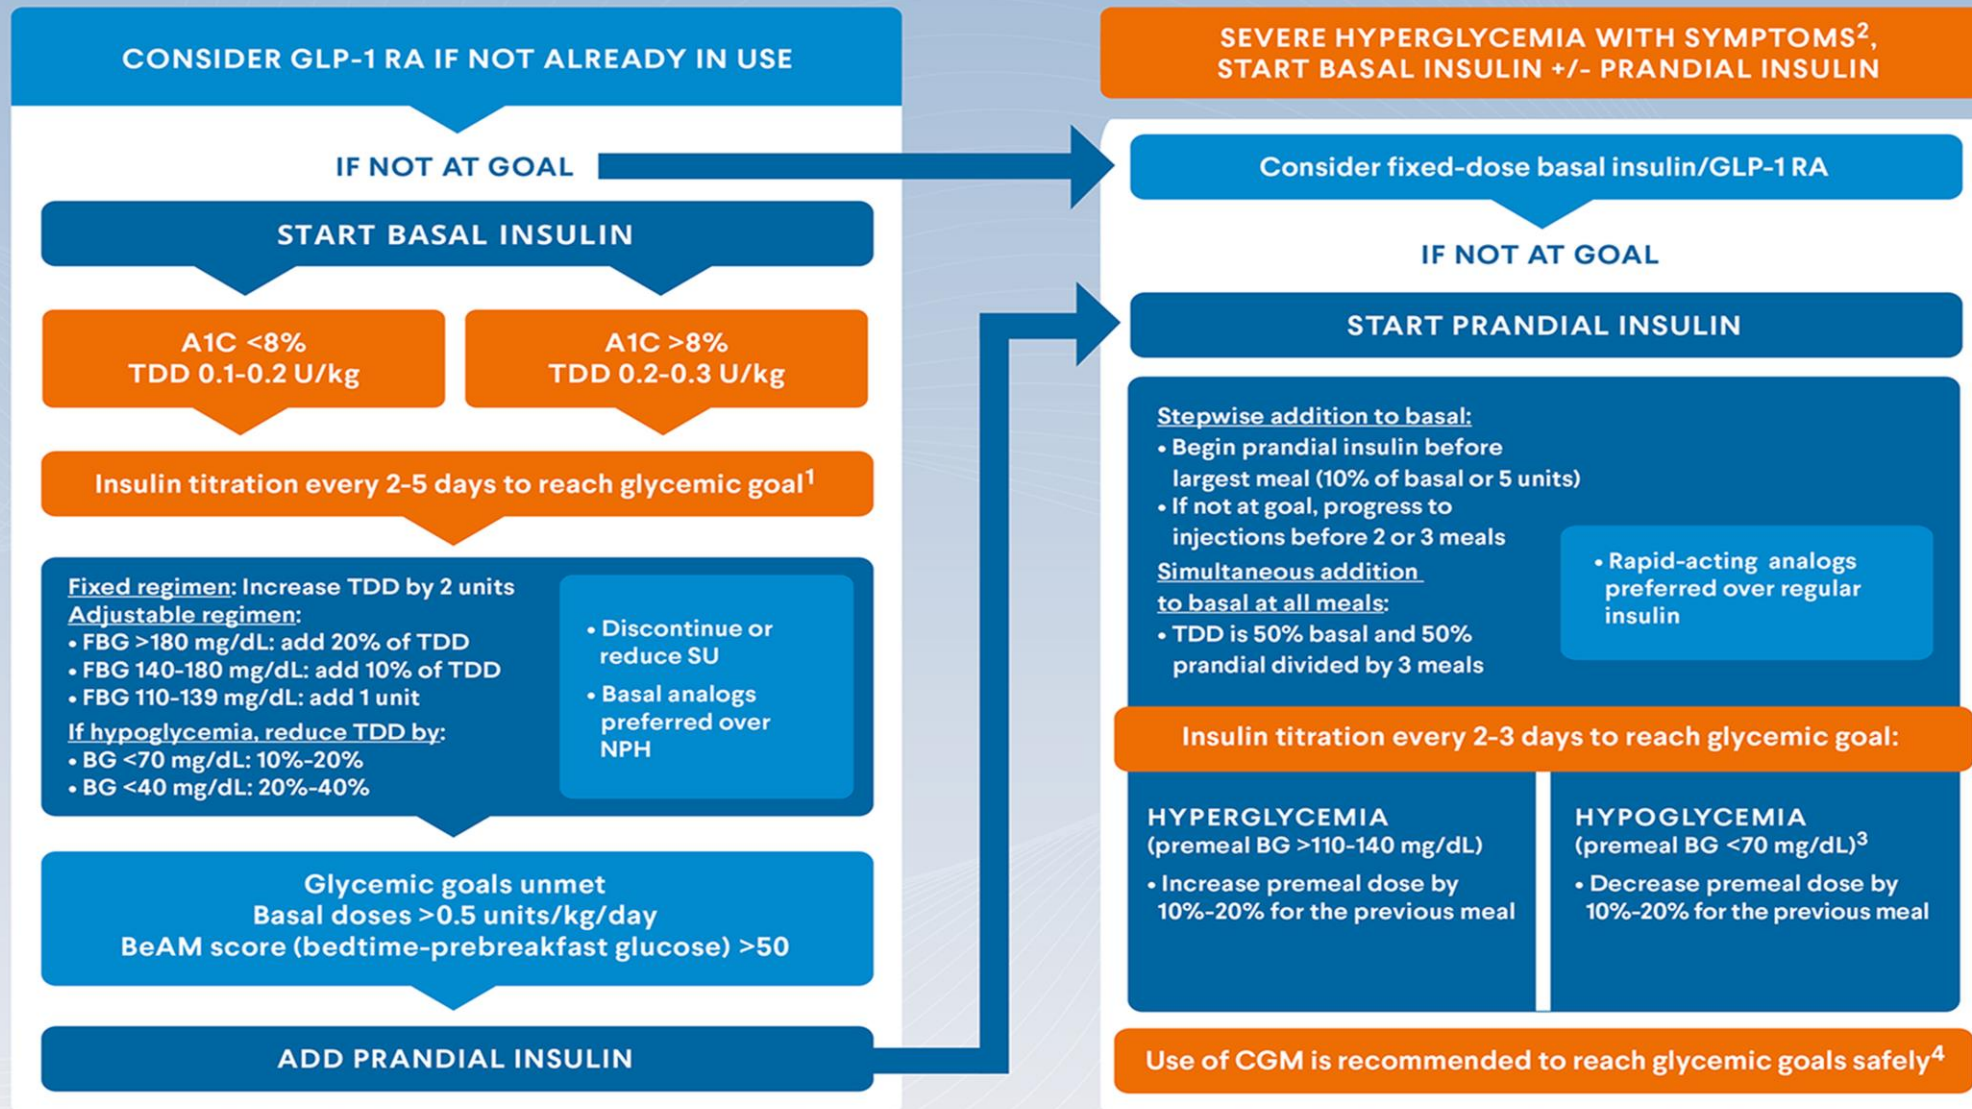 CONSIDER GLP-1 RA IF NOT ALREADY IN USE
IF NOT AT GOAL
START BASAL INSULIN
A1C <8%
TDD 0.1-0.2 U/kg
A1C >8%
TDD 0.2-0.3 U/kg
Insulin titration every 2-5 days to reach glycemic goal1
Fixed regimen: Increase TDD by 2 units
Adjustable regimen:
• FBG >180 mg/dL: add 20% of TDD
• FBG 140-180 mg/dL: add 10% of TDD
• FBG 110-139 mg/dL: add 1 unit
If hypoglycemia, reduce TDD by:
• BG <70 mg/dL: 10%-20%
• BG <40 mg/dL: 20%-40%
• Discontinue or
reduce SU
• Basal analogs
preferred over
NPH
Glycemic goals unmet
Basal doses >0.5 units/kg/day
BeAM score (bedtime-prebreakfast glucose) >50
ADD PRANDIAL INSULIN
SEVERE HYPERGLYCEMIA WITH SYMPTOMS2,
START BASAL INSULIN +/- PRANDIAL INSULIN
Consider fixed-dose basal insulin/GLP-1 RA
IF NOT AT GOAL
START PRANDIAL INSULIN
Stepwise addition to basal:
• Begin prandial insulin before
largest meal (10% of basal or 5 units)
• If not at goal, progress to
injections before 2 or 3 meals
Simultaneous addition
to basal at all meals:
• TDD is 50% basal and 50%
prandial divided by 3 meals
• Rapid-acting analogs
preferred over regular
insulin
Insulin titration every 2-3 days to reach glycemic goal:
HYPERGLYCEMIA
(premeal BG >110-140 mg/dL)
• Increase premeal dose by
10%-20% for the previous meal
HYPOGLYCEMIA
(premeal BG <70 mg/dL)3
• Decrease premeal dose by
10%-20% for the previous meal
Use of CGM is recommended to reach glycemic goals safely4